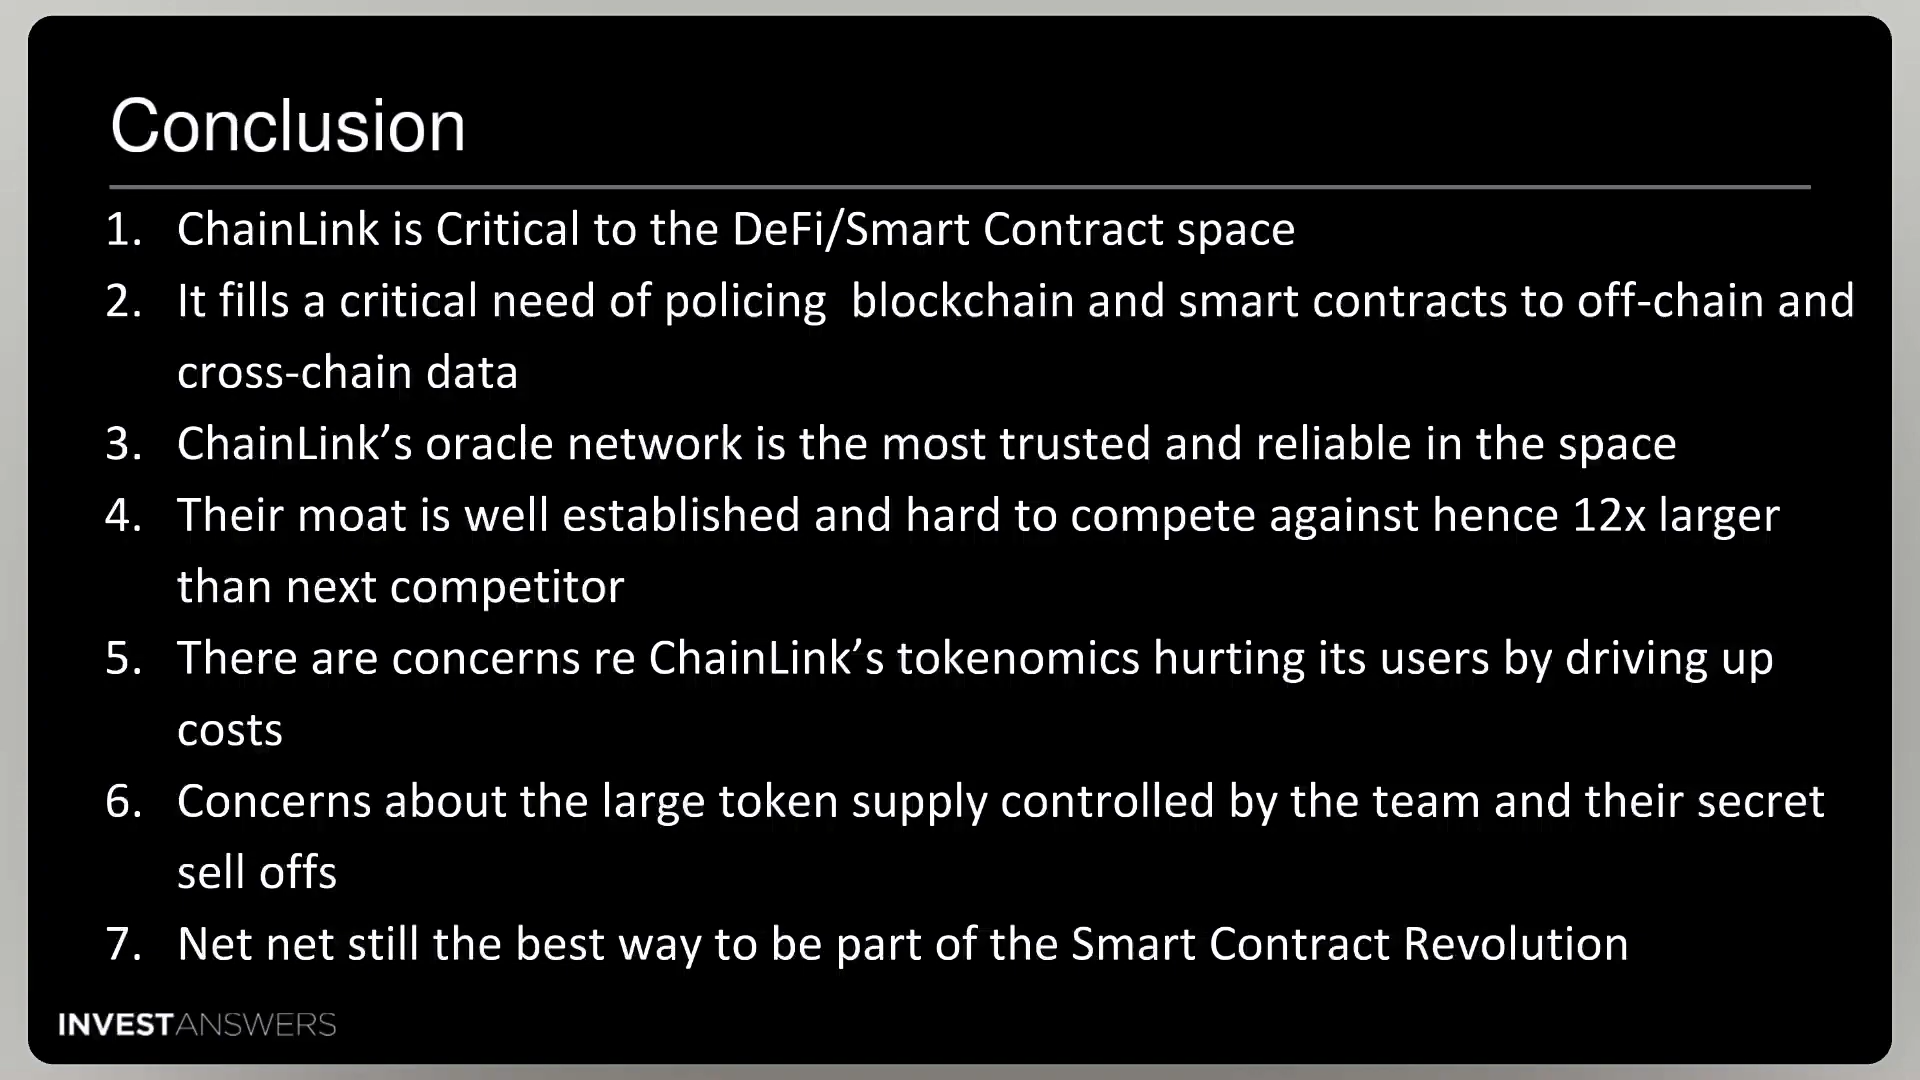 Conclusion
1. ChainLink is Critical to the DeFi/Smart Contract space
2. It fills a critical need of policing  blockchain and smart contracts to off-chain and
cross-chain data
3. ChainLink’s oracle network is the most trusted and reliable in the space
4. Their moat is well established and hard to compete against hence 12x larger
than next competitor
5. There are concerns re ChainLink’s tokenomics hurting its users by driving up
costs
6. Concerns about the large token supply controlled by the team and their secret
sell offs
7. Net net still the best way to be part of the Smart Contract Revolution
INVESTANSWERS